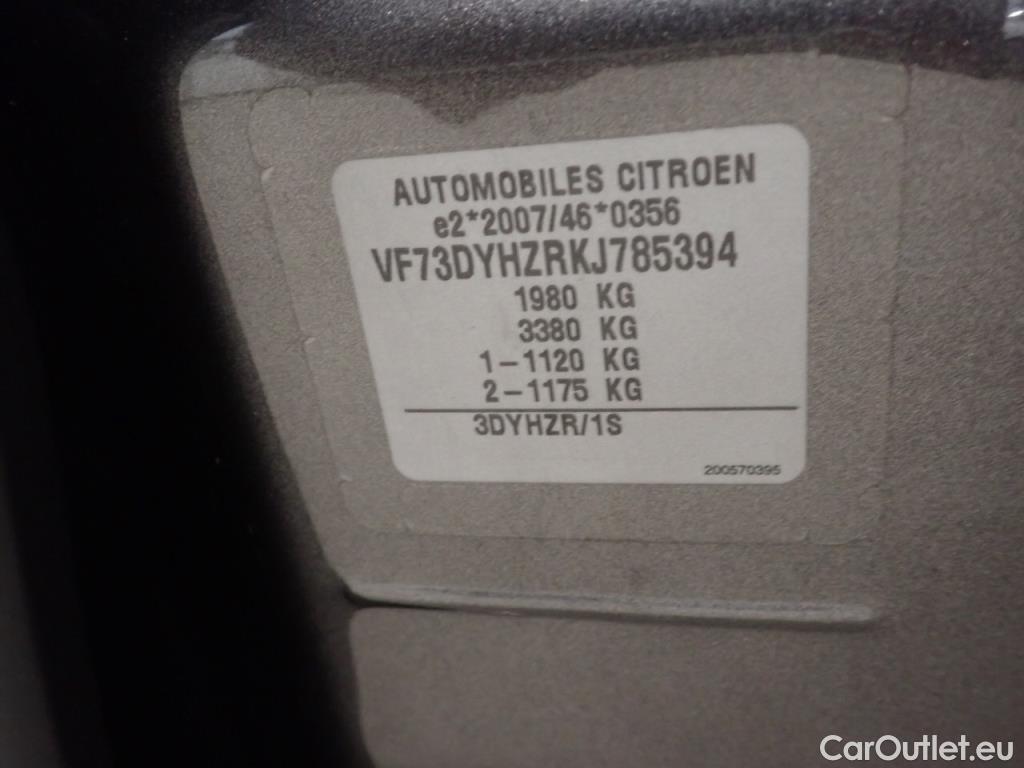 AUTOMOBILES CITROEN
e2*2007/46*0356
VF73DYHZRKJ785394
1980 KG
3380 KG
1-1120 KG
2-1175 KG
3DYHZR/1S
200570395
CarOutlet.eu